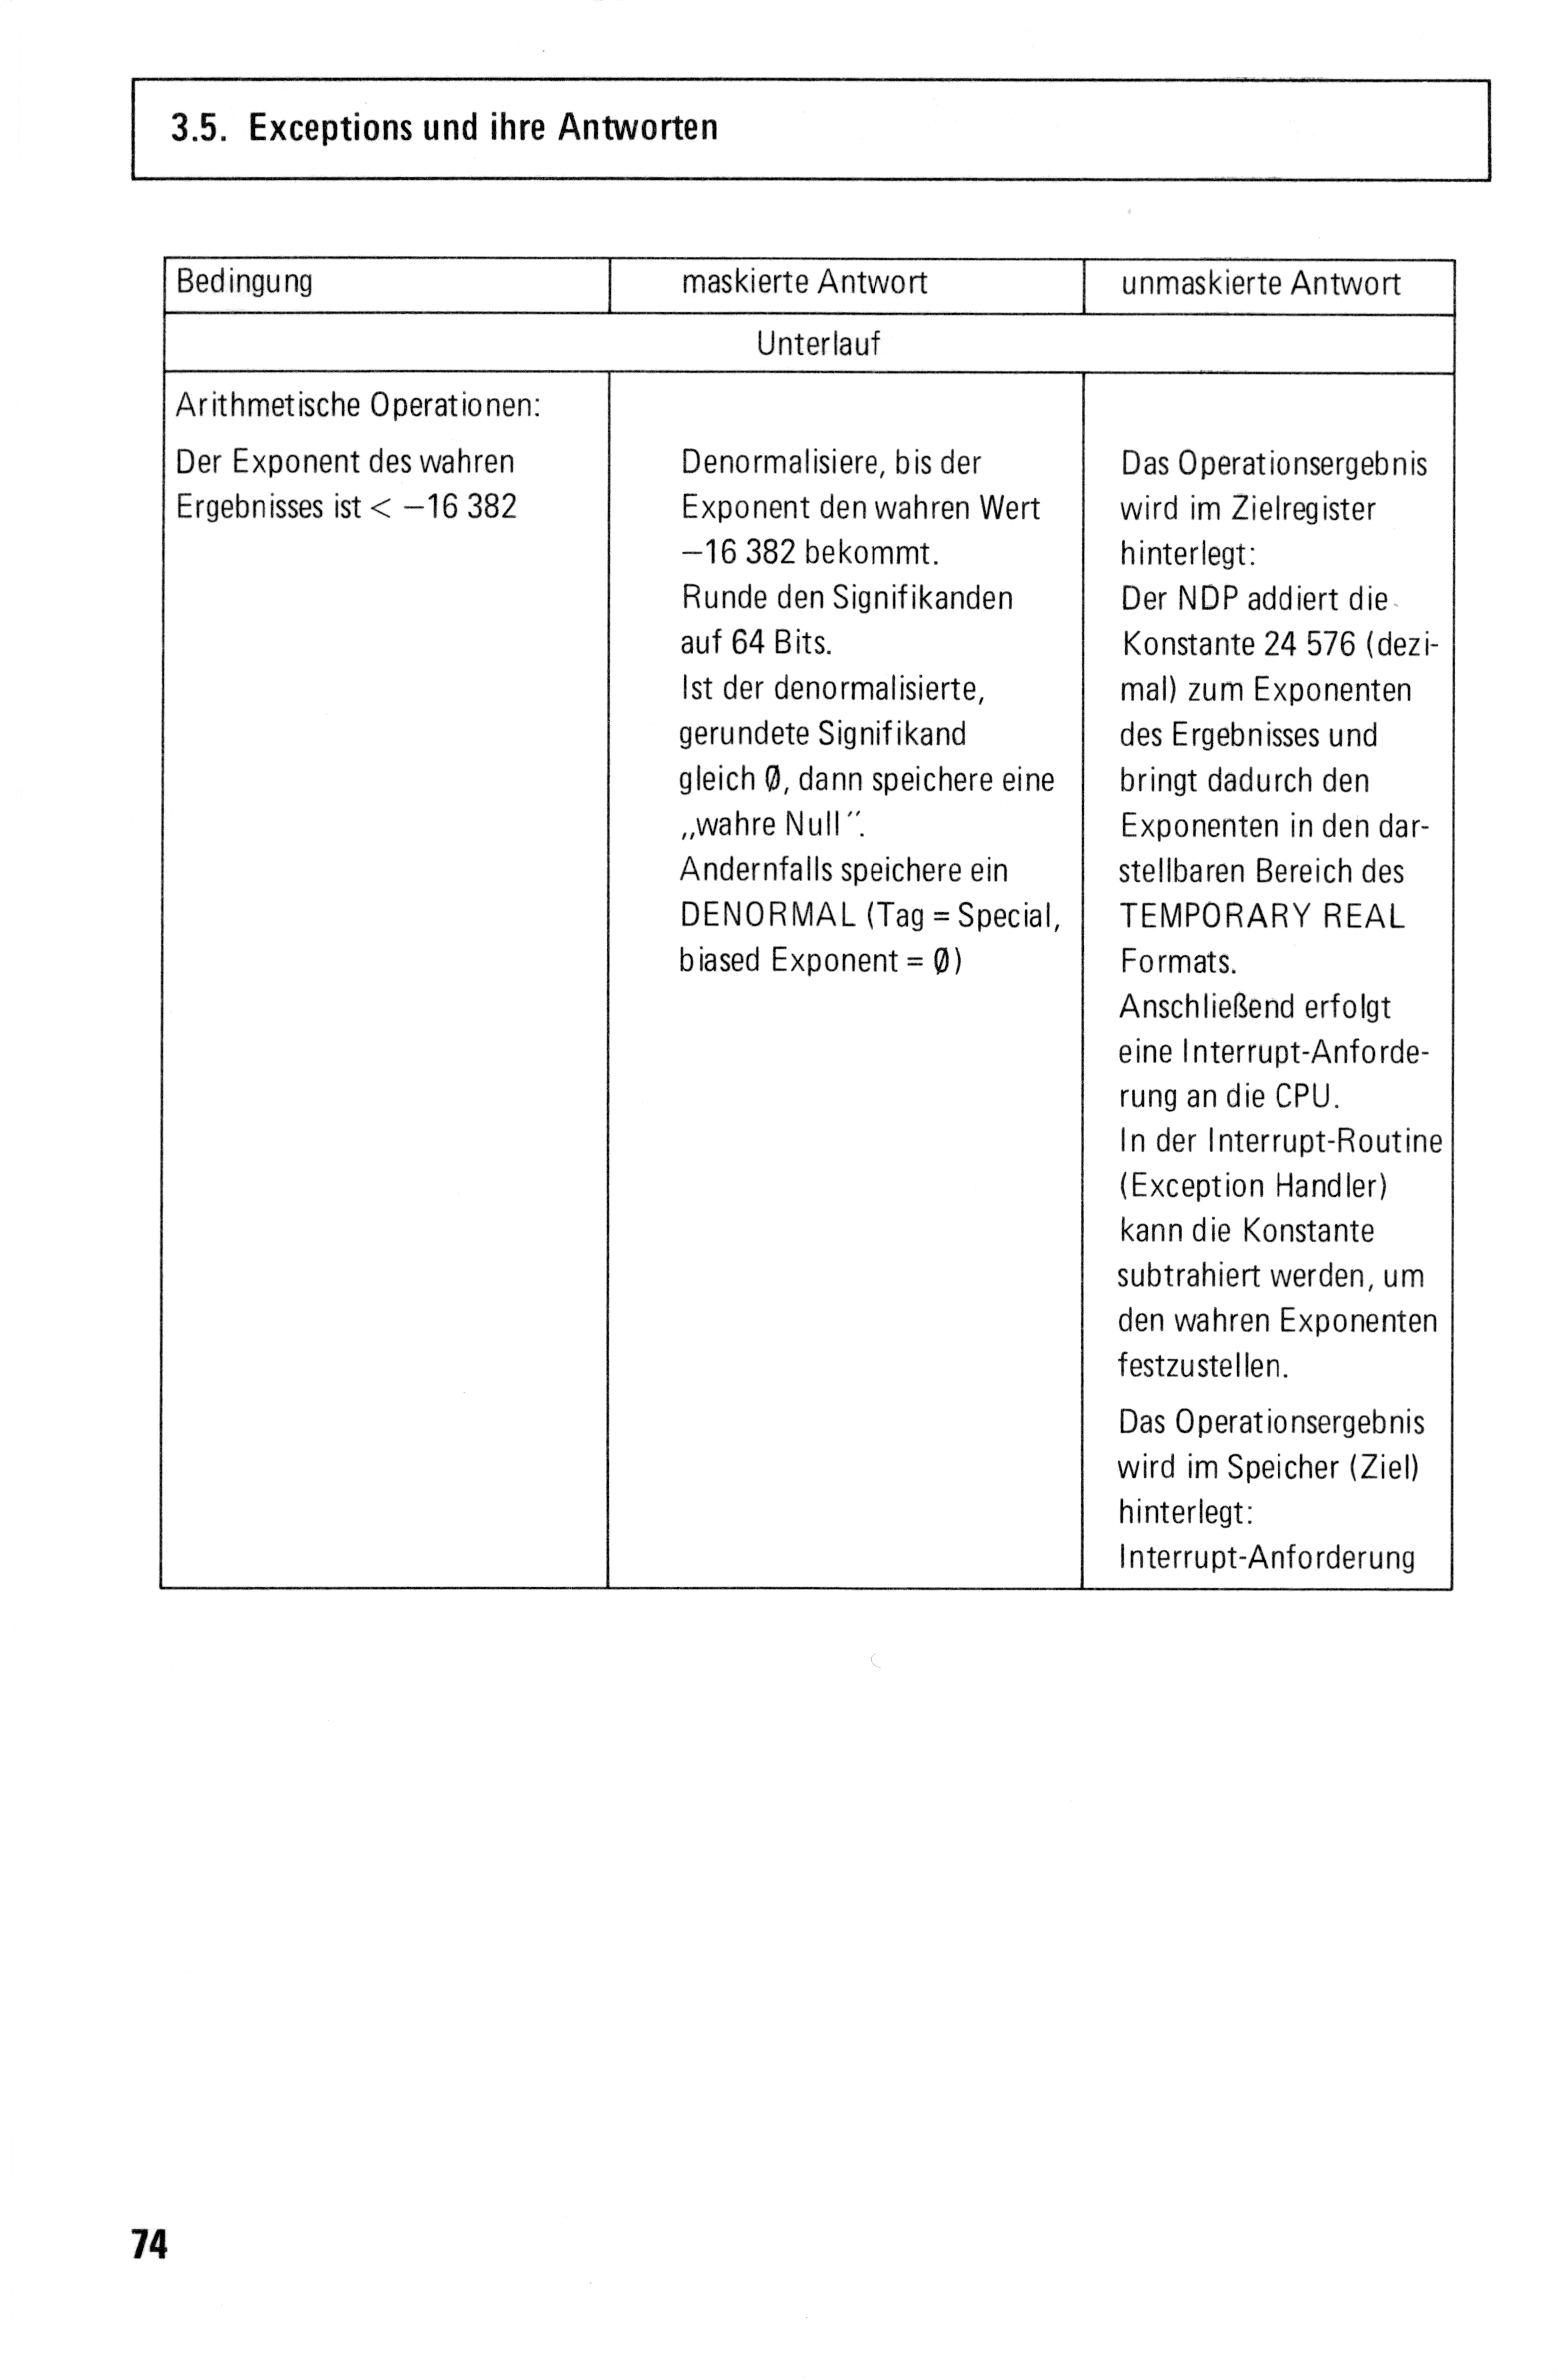 3.5. Exceptions und ihre Antworten
Bedingung
maskierte Antwort
unmaskierte Antwort
Unterlauf
Arithmetische Operationen:
Der Exponent des wahren
Ergebnisses ist < −16 382
Denormalisiere, bis der
Exponent den wahren Wert
−16 382 bekommt.
Runde den Signifikanden
auf 64 Bits.
Ist der denormalisierte,
gerundete Signifikand
gleich Ø, dann speichere eine
„wahre Null".
Andernfalls speichere ein
DENORMAL (Tag = Special,
biased Exponent = Ø)
Das Operationsergebnis
wird im Zielregister
hinterlegt:
Der NDP addiert die
Konstante 24 576 (dezi-
mal) zum Exponenten
des Ergebnisses und
bringt dadurch den
Exponenten in den dar-
stellbaren Bereich des
TEMPORARY REAL
Formats.
Anschließend erfolgt
eine Interrupt-Anforde-
rung an die CPU.
In der Interrupt-Routine
(Exception Handler)
kann die Konstante
subtrahiert werden, um
den wahren Exponenten
festzustellen.
Das Operationsergebnis
wird im Speicher (Ziel)
hinterlegt:
Interrupt-Anforderung
74